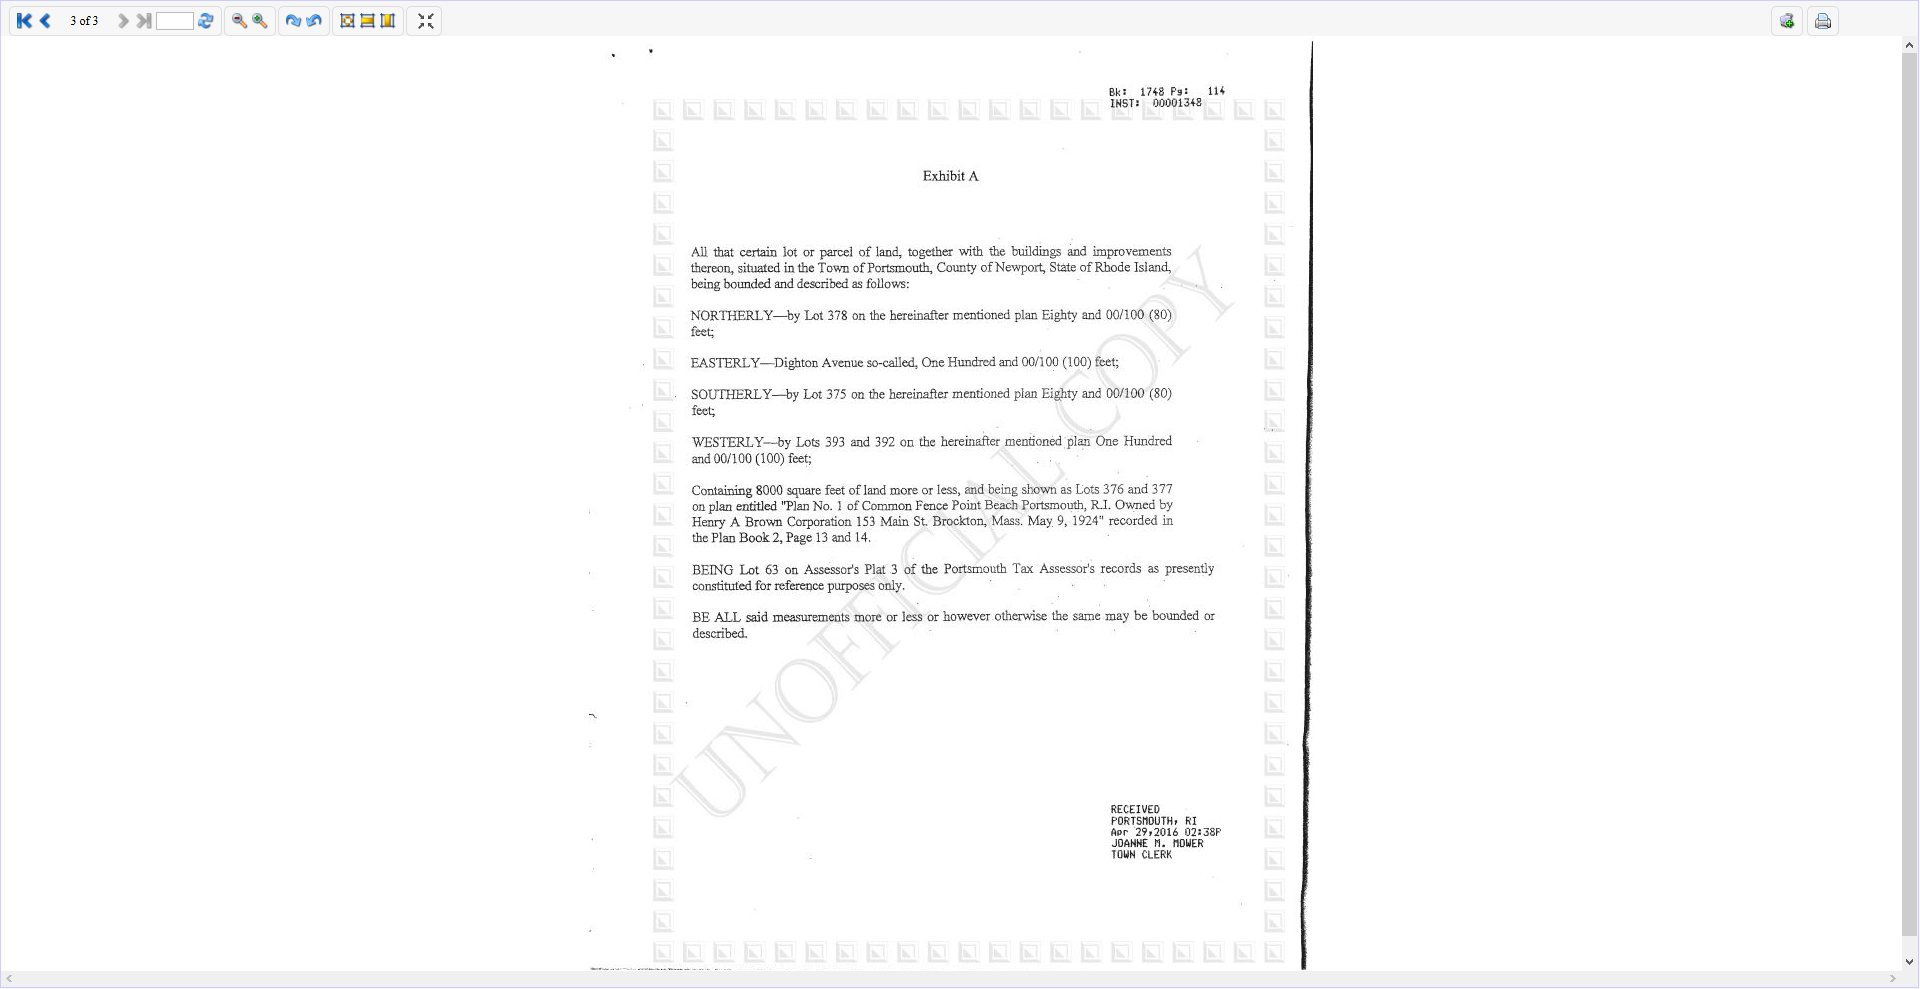 3 of 3
Bk: 1748 Pg: 114
INST: 00001348
Exhibit A
All that certain lot or parcel of land, together with the buildings and improvements
thereon, situated in the Town of Portsmouth, County of Newport, State of Rhode Island,
being bounded and described as follows:
NORTHERLY—by Lot 378 on the hereinafter mentioned plan Eighty and 00/100 (80)
feet;
EASTERLY—Dighton Avenue so-called, One Hundred and 00/100 (100) feet;
SOUTHERLY—by Lot 375 on the hereinafter mentioned plan Eighty and 00/100 (80)
feet;
WESTERLY—by Lots 393 and 392 on the hereinafter mentioned plan One Hundred
and 00/100 (100) feet;
Containing 8000 square feet of land more or less, and being shown as Lots 376 and 377
on plan entitled "Plan No. 1 of Common Fence Point Beach Portsmouth, R.I. Owned by
Henry A Brown Corporation 153 Main St. Brockton, Mass. May 9, 1924" recorded in
the Plan Book 2, Page 13 and 14.
BEING Lot 63 on Assessor's Plat 3 of the Portsmouth Tax Assessor's records as presently
constituted for reference purposes only.
BE ALL said measurements more or less or however otherwise the same may be bounded or
described.
UNOFFICIAL COPY
RECEIVED
PORTSMOUTH, RI
Apr 29,2016 02:38P
JOANNE M. MOWER
TOWN CLERK